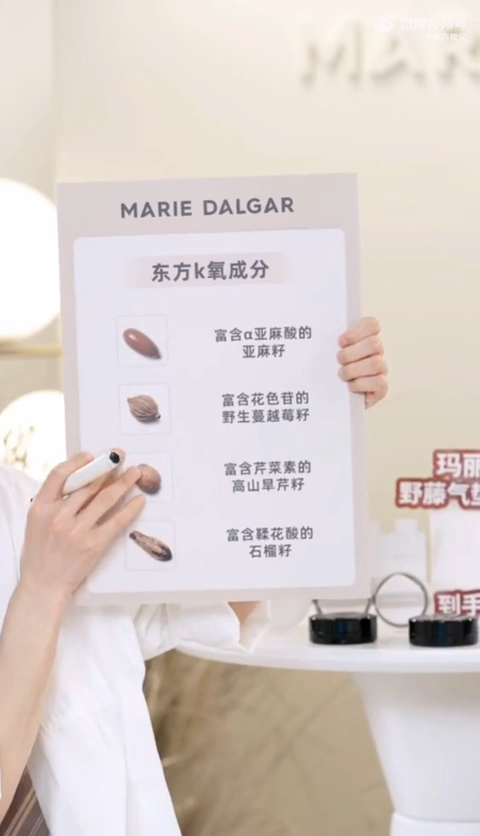 MAR
MARIE DALGAR
东方k氧成分
富含α亚麻酸的
亚麻籽
富含花色苷的
野生蔓越莓籽
富含芹菜素的
高山旱芹籽
富含鞣花酸的
石榴籽
玛丽
野藤气垫
到手